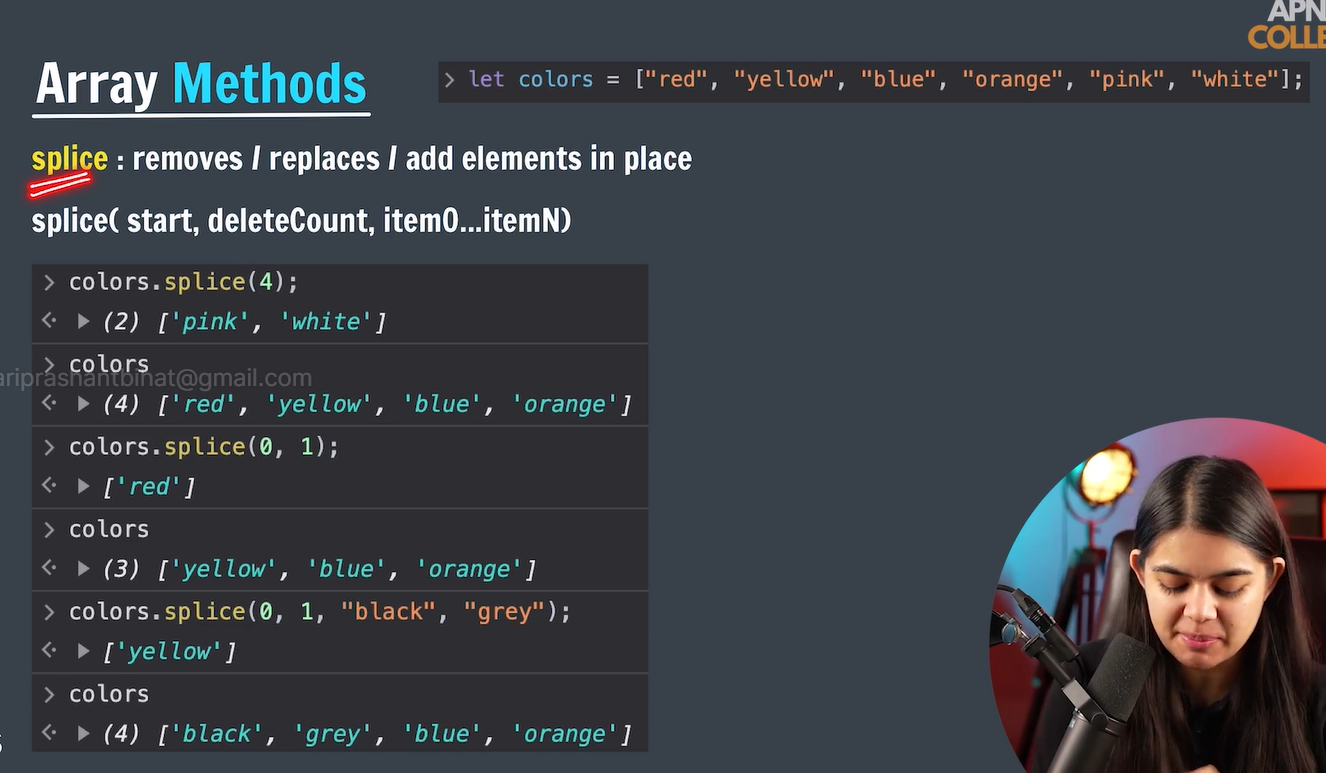 APN
COLLE
Array Methods
> let colors = ["red", "yellow", "blue", "orange", "pink", "white"];
splice : removes / replaces / add elements in place
splice( start, deleteCount, item0...itemN)
> colors.splice(4);
(2) ['pink', 'white']
> colors
ariprashantbihat@gmail.com
(4) ['red', 'yellow', 'blue', 'orange']
> colors.splice(0, 1);
['red']
> colors
(3) ['yellow', 'blue', 'orange']
> colors.splice(0, 1, "black", "grey");
['yellow']
> colors
(4) ['black', 'grey', 'blue', 'orange']